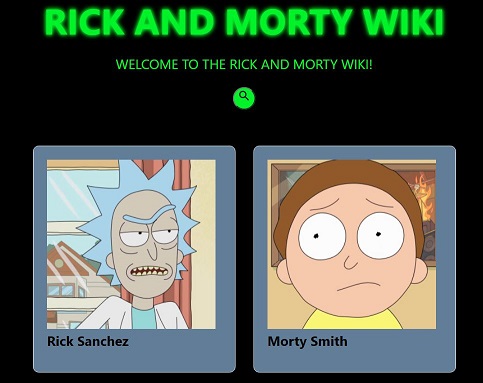 RICK AND MORTY WIKI
WELCOME TO THE RICK AND MORTY WIKI!
Rick Sanchez
Morty Smith